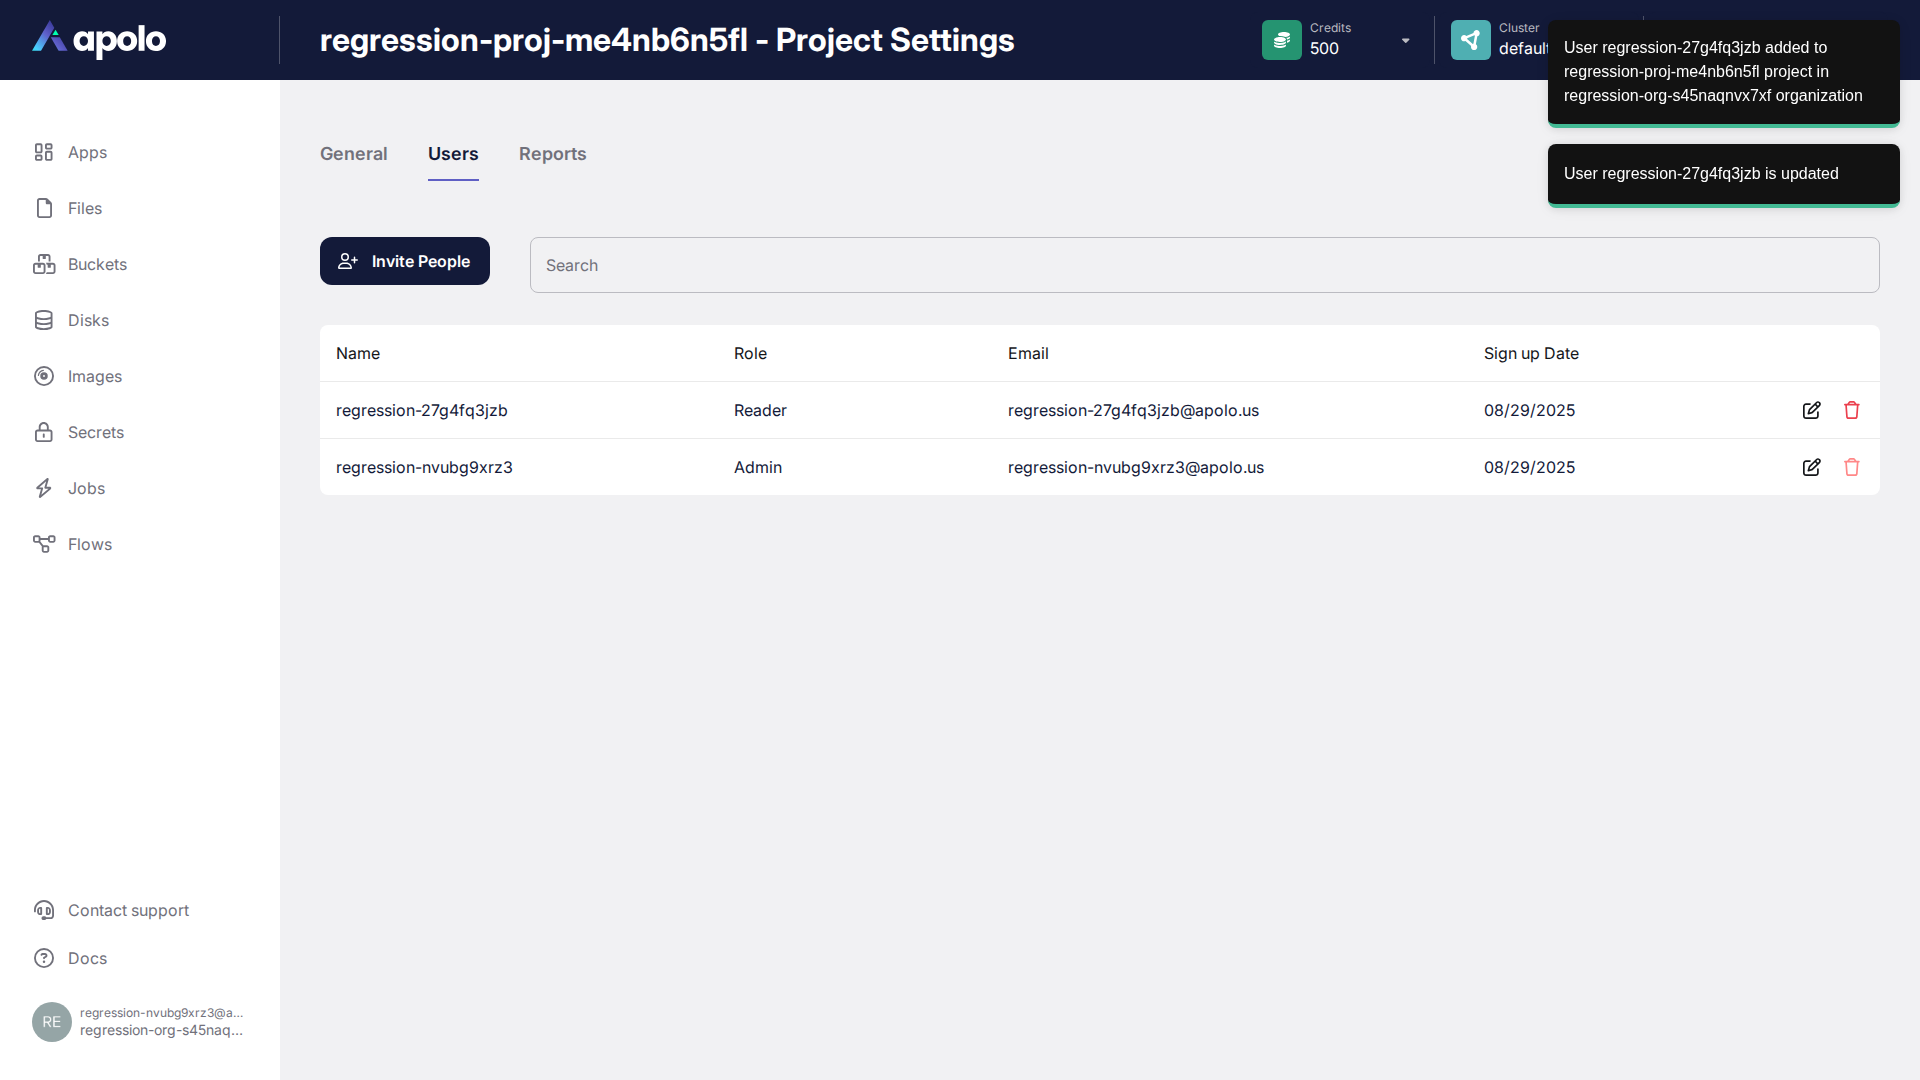 apolo
regression-proj-me4nb6n5fl - Project Settings
Credits
500
Cluster
default
User regression-27g4fq3jzb added to
regression-proj-me4nb6n5fl project in
regression-org-s45naqnvx7xf organization
User regression-27g4fq3jzb is updated
Apps
Files
Buckets
Disks
Images
Secrets
Jobs
Flows
Contact support
Docs
RE
regression-nvubg9xrz3@a...
regression-org-s45naq...
General Users Reports
Invite People
Search
Name Role Email Sign up Date
regression-27g4fq3jzb Reader regression-27g4fq3jzb@apolo.us 08/29/2025
regression-nvubg9xrz3 Admin regression-nvubg9xrz3@apolo.us 08/29/2025